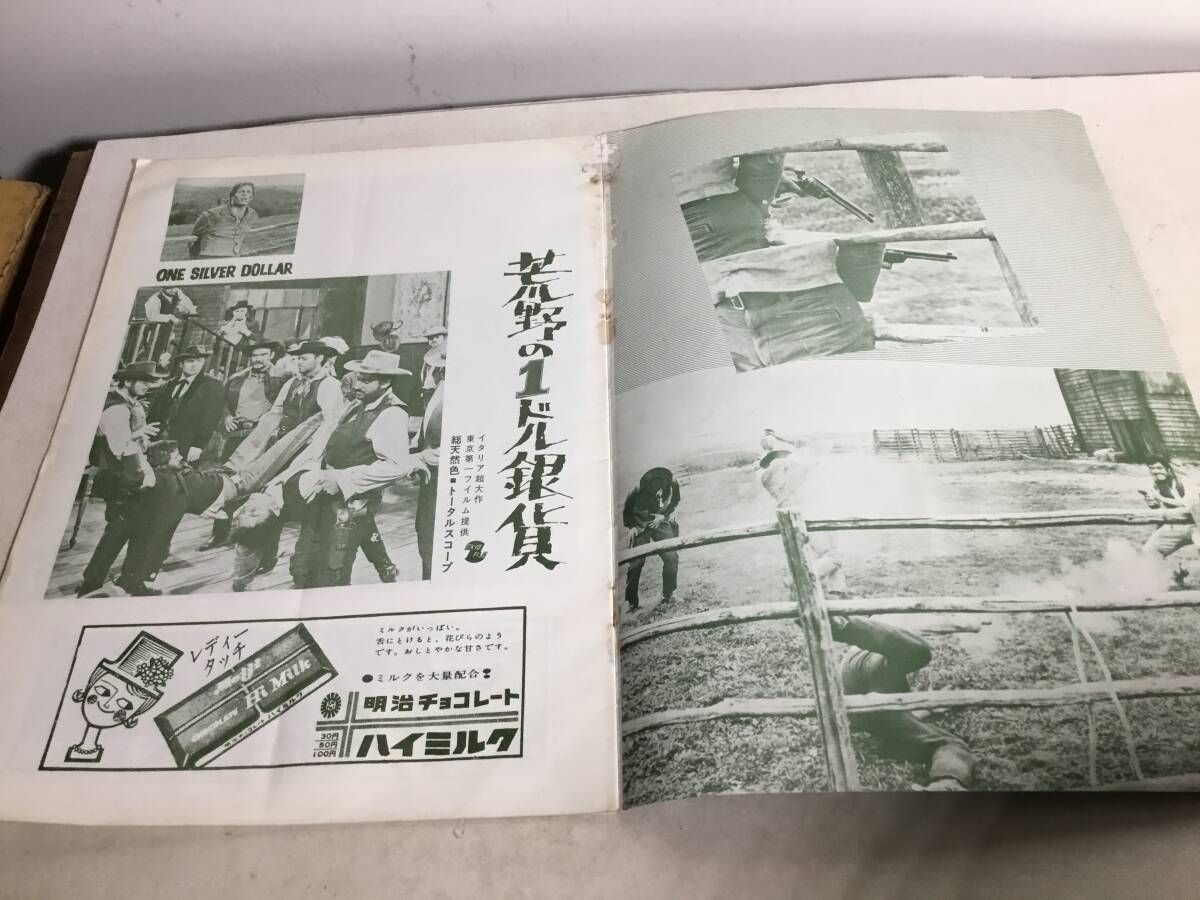 ONE SILVER DOLLAR
荒野の1ドル銀貨
イタリア超大作
東京第一フイルム提供
総天然色■トータルスコープ
レディー
タッチ
Meiji
Hi Milk
CHOCOLATE
ミルクがいっぱい。
舌にとけると、花びらのよう
です。おしとやかな甘さです。
●ミルクを大量配合
明治チョコレート
30円
50円
100円
ハイミルク